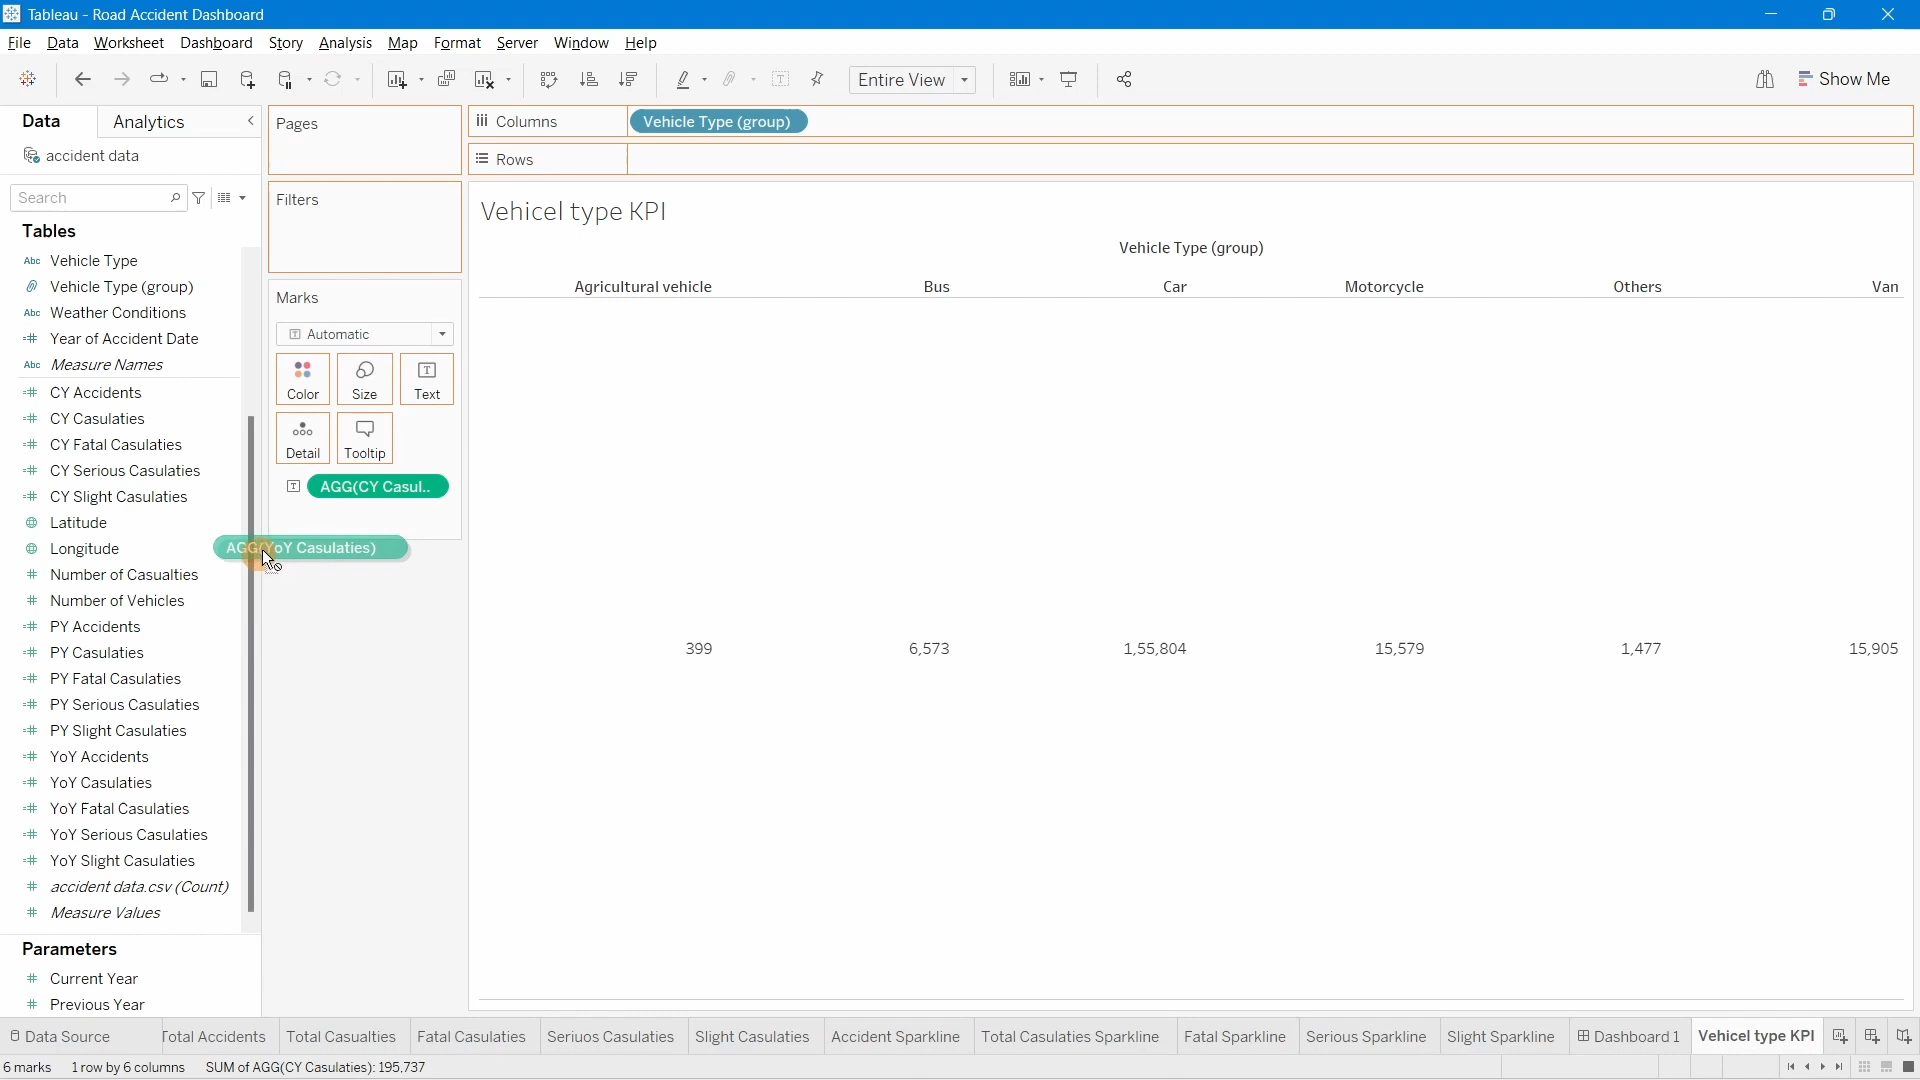 Tableau - Road Accident Dashboard
File Data Worksheet Dashboard Story Analysis Map Format Server Window Help
Entire View
Show Me
Data Analytics
accident data
Search
Tables
Abc Vehicle Type
Vehicle Type (group)
Abc Weather Conditions
Year of Accident Date
Abc Measure Names
CY Accidents
CY Casulaties
CY Fatal Casulaties
CY Serious Casulaties
CY Slight Casulaties
Latitude
Longitude
Number of Casualties
Number of Vehicles
PY Accidents
PY Casulaties
PY Fatal Casulaties
PY Serious Casulaties
PY Slight Casulaties
YoY Accidents
YoY Casulaties
YoY Fatal Casulaties
YoY Serious Casulaties
YoY Slight Casulaties
accident data.csv (Count)
Measure Values
Parameters
Current Year
Previous Year
Pages
Filters
Marks
Automatic
Color Size Text
Detail Tooltip
AGG(CY Casul..
AGG(YoY Casulaties)
Columns Vehicle Type (group)
Rows
Vehicel type KPI
Vehicle Type (group)
Agricultural vehicle Bus Car Motorcycle Others Van
399 6,573 1,55,804 15,579 1,477 15,905
Data Source Total Accidents Total Casualties Fatal Casulaties Seriuos Casulaties Slight Casulaties Accident Sparkline Total Casulaties Sparkline Fatal Sparkline Serious Sparkline Slight Sparkline Dashboard 1 Vehicel type KPI
6 marks 1 row by 6 columns SUM of AGG(CY Casulaties): 195,737